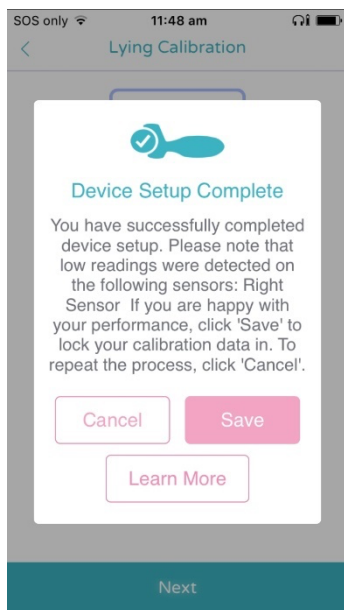 SOS only 11:48 am
Lying Calibration
Device Setup Complete
You have successfully completed
device setup. Please note that
low readings were detected on
the following sensors: Right
Sensor If you are happy with
your performance, click 'Save' to
lock your calibration data in. To
repeat the process, click 'Cancel'.
Cancel Save
Learn More
Next